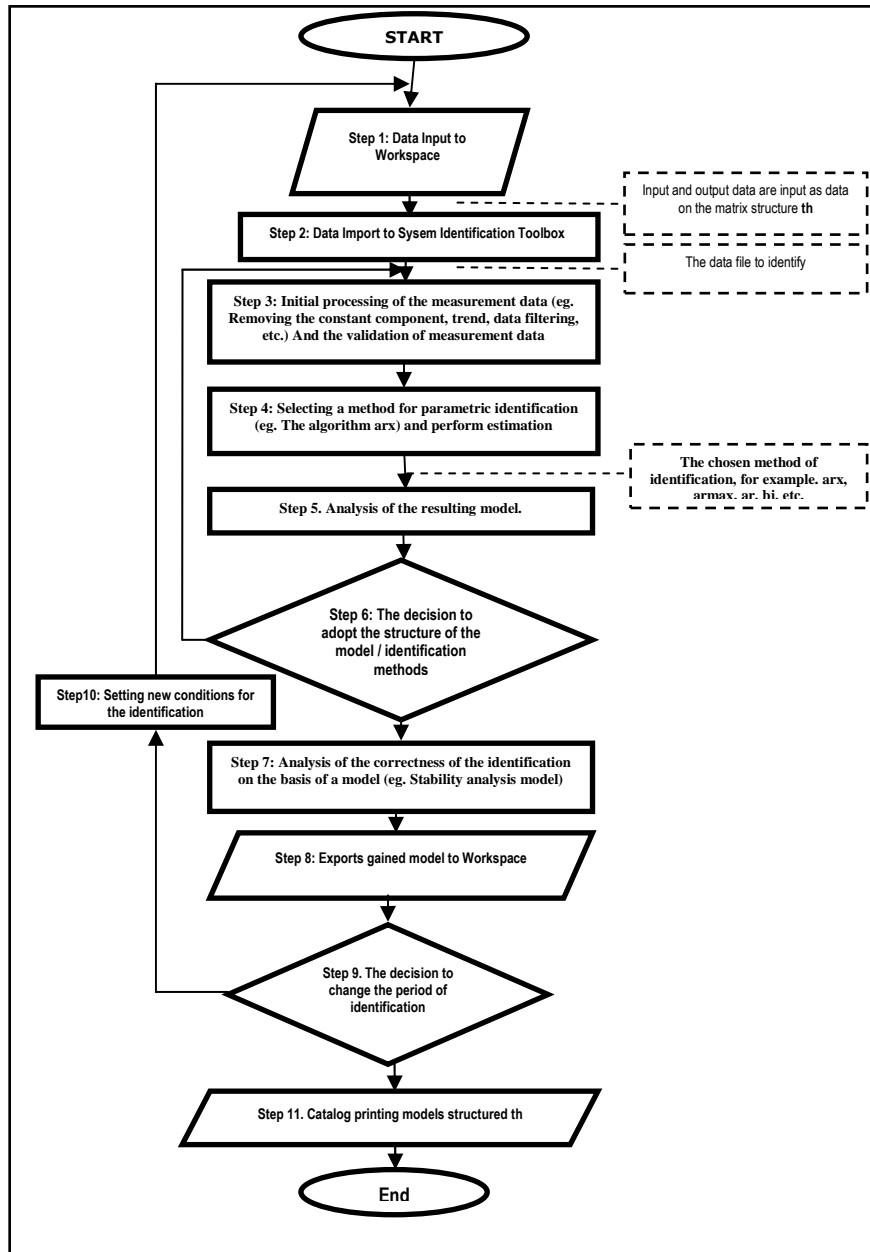 START
Step 1: Data Input to
Workspace
Input and output data are input as data
on the matrix structure th
Step 2: Data Import to Sysem Identification Toolbox
The data file to identify
Step 3: Initial processing of the measurement data (eg.
Removing the constant component, trend, data filtering,
etc.) And the validation of measurement data
Step 4: Selecting a method for parametric identification
(eg. The algorithm arx) and perform estimation
The chosen method of
identification, for example. arx,
armax, ar, bj, etc.
Step 5. Analysis of the resulting model.
Step 6: The decision to
adopt the structure of the
model / identification
methods
Step10: Setting new conditions for
the identification
Step 7: Analysis of the correctness of the identification
on the basis of a model (eg. Stability analysis model)
Step 8: Exports gained model to Workspace
Step 9. The decision to
change the period of
identification
Step 11. Catalog printing models structured th
End